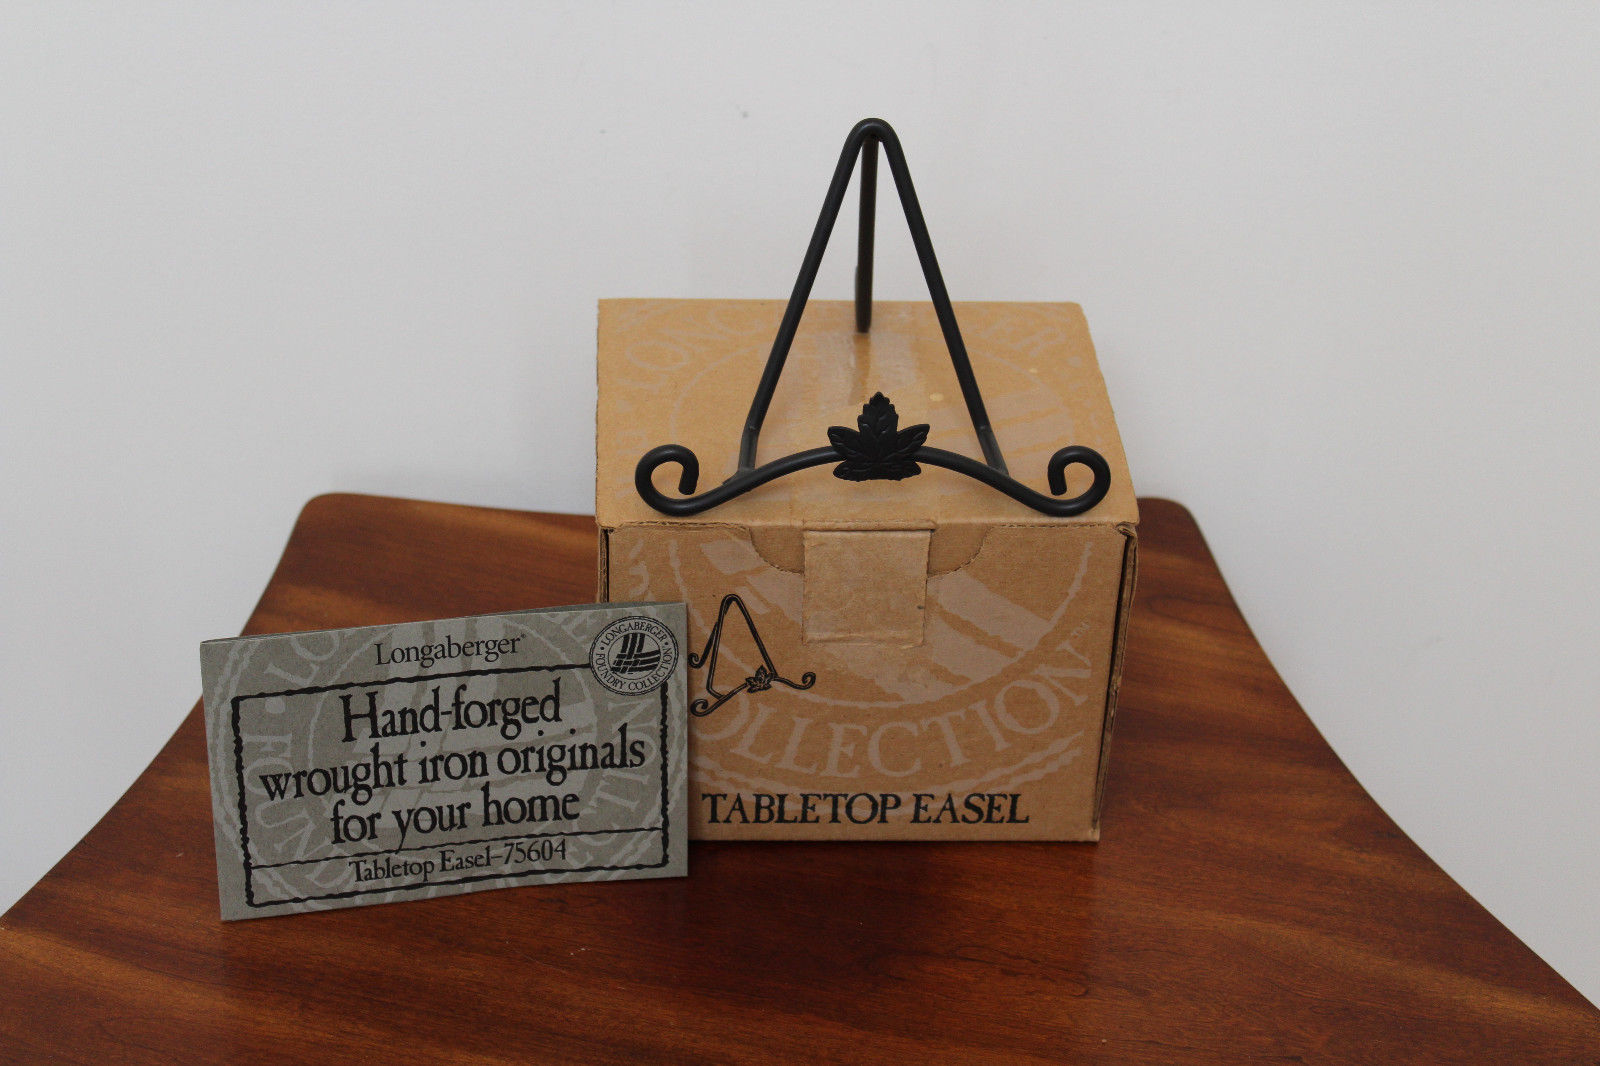 Longaberger®
LONGABERGER
FOUNDRY COLLECTION
Hand-forged
wrought iron originals
for your home
Tabletop Easel–75604
COLLECTION
TABLETOP EASEL